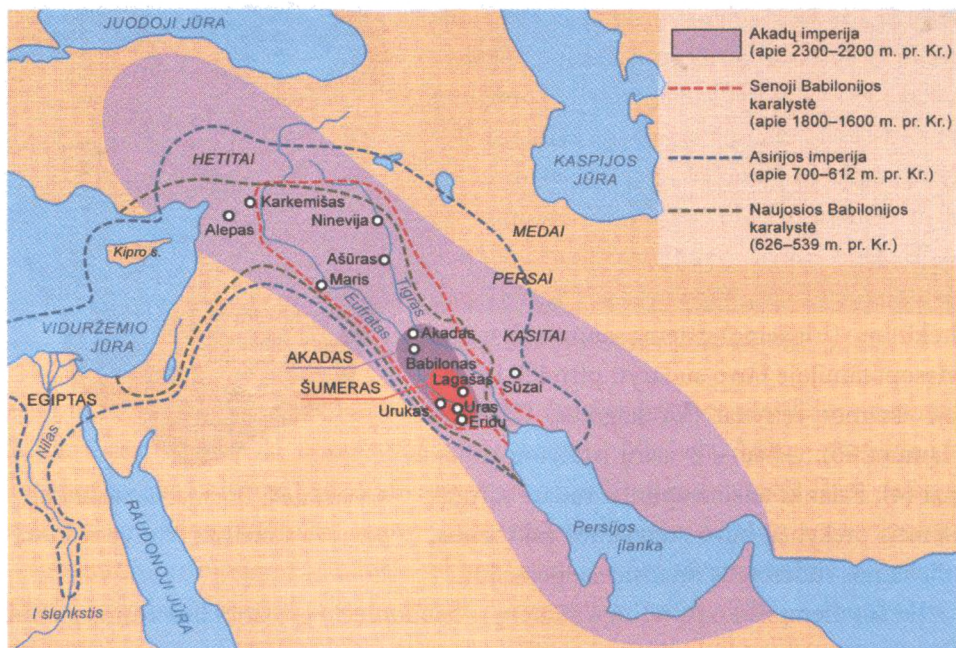 JUODOJI JŪRA
Akadų imperija
(apie 2300–2200 m. pr. Kr.)
Senoji Babilonijos
karalystė
(apie 1800–1600 m. pr. Kr.)
Asirijos imperija
(apie 700–612 m. pr. Kr.)
Naujosios Babilonijos
karalystė
(626–539 m. pr. Kr.)
KASPIJOS
JŪRA
HETITAI
Karkemišas
Alepas
Ninevija
MEDAI
Kipro s.
Ašūras
PERSAI
Maris
Tigras
Eufratas
VIDURŽEMIO
JŪRA
Akadas
KASITAI
AKADAS
Babilonas
ŠUMERAS
Lagašas
Sūzai
EGIPTAS
Urukas
Uras
Eridu
Nilas
RAUDONOJI JŪRA
Persijos
įlanka
I slenkstis